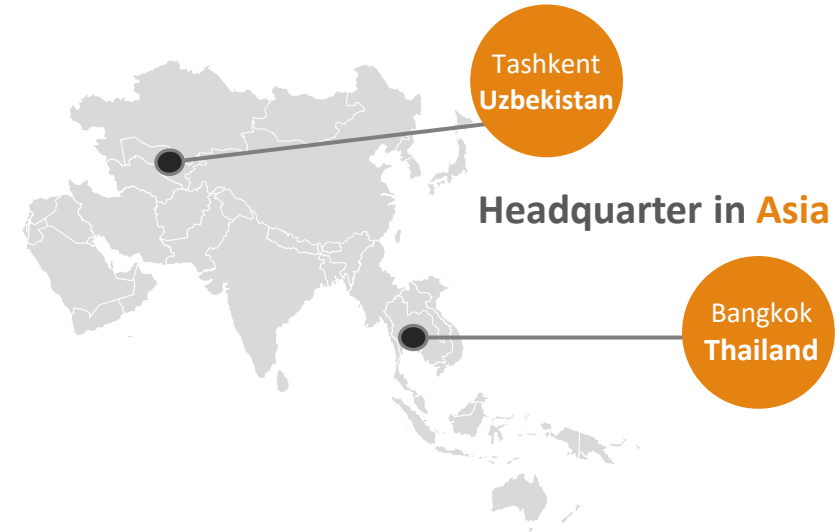 Tashkent
Uzbekistan
Headquarter in Asia
Bangkok
Thailand